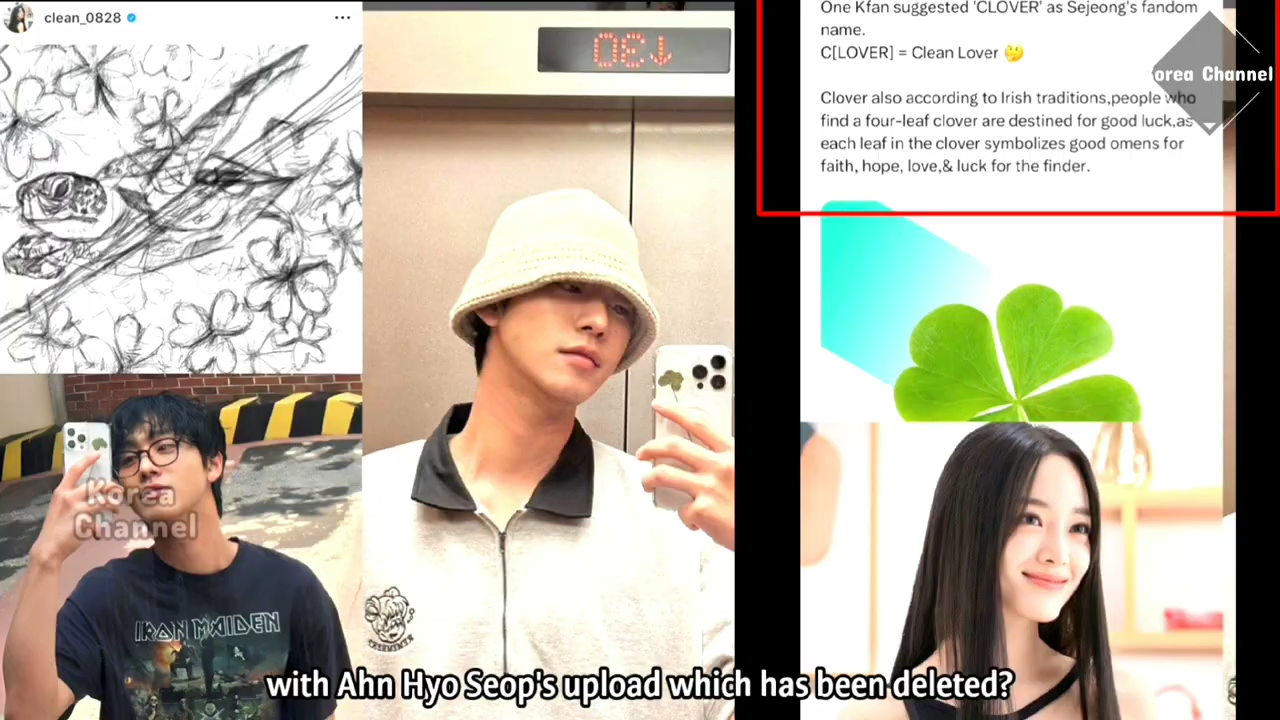 clean_0828
↓30
One Kfan suggested 'CLOVER' as Sejeong's fandom
name.
C[LOVER] = Clean Lover 🤔
Clover also according to Irish traditions,people who
find a four-leaf clover are destined for good luck,as
each leaf in the clover symbolizes good omens for
faith, hope, love,& luck for the finder.
orea Channel
Korea
Channel
IRON MAIDEN
with Ahn Hyo Seop's upload which has been deleted?